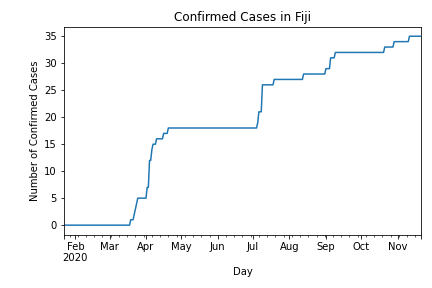 Confirmed Cases in Fiji
Number of Confirmed Cases
35
30
25
20
15
10
5
0
Feb Mar Apr May Jun Jul Aug Sep Oct Nov
2020
Day